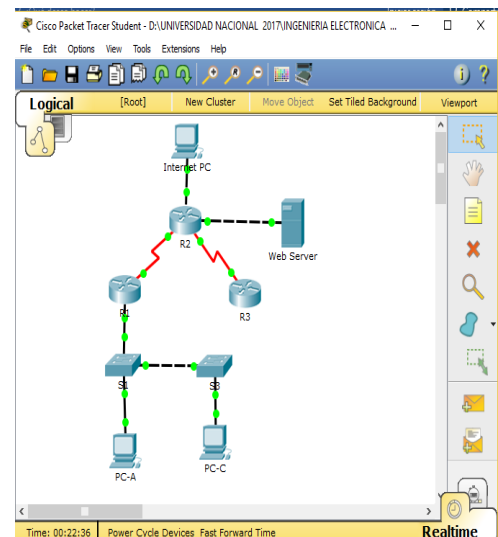 Cisco Packet Tracer Student - D:\UNIVERSIDAD NACIONAL 2017\INGENIERIA ELECTRONICA ...
File Edit Options View Tools Extensions Help
Logical [Root] New Cluster Move Object Set Tiled Background Viewport
Internet PC
R2
Web Server
R1
R3
S1
S3
PC-A
PC-C
Time: 00:22:36 Power Cycle Devices Fast Forward Time Realtime